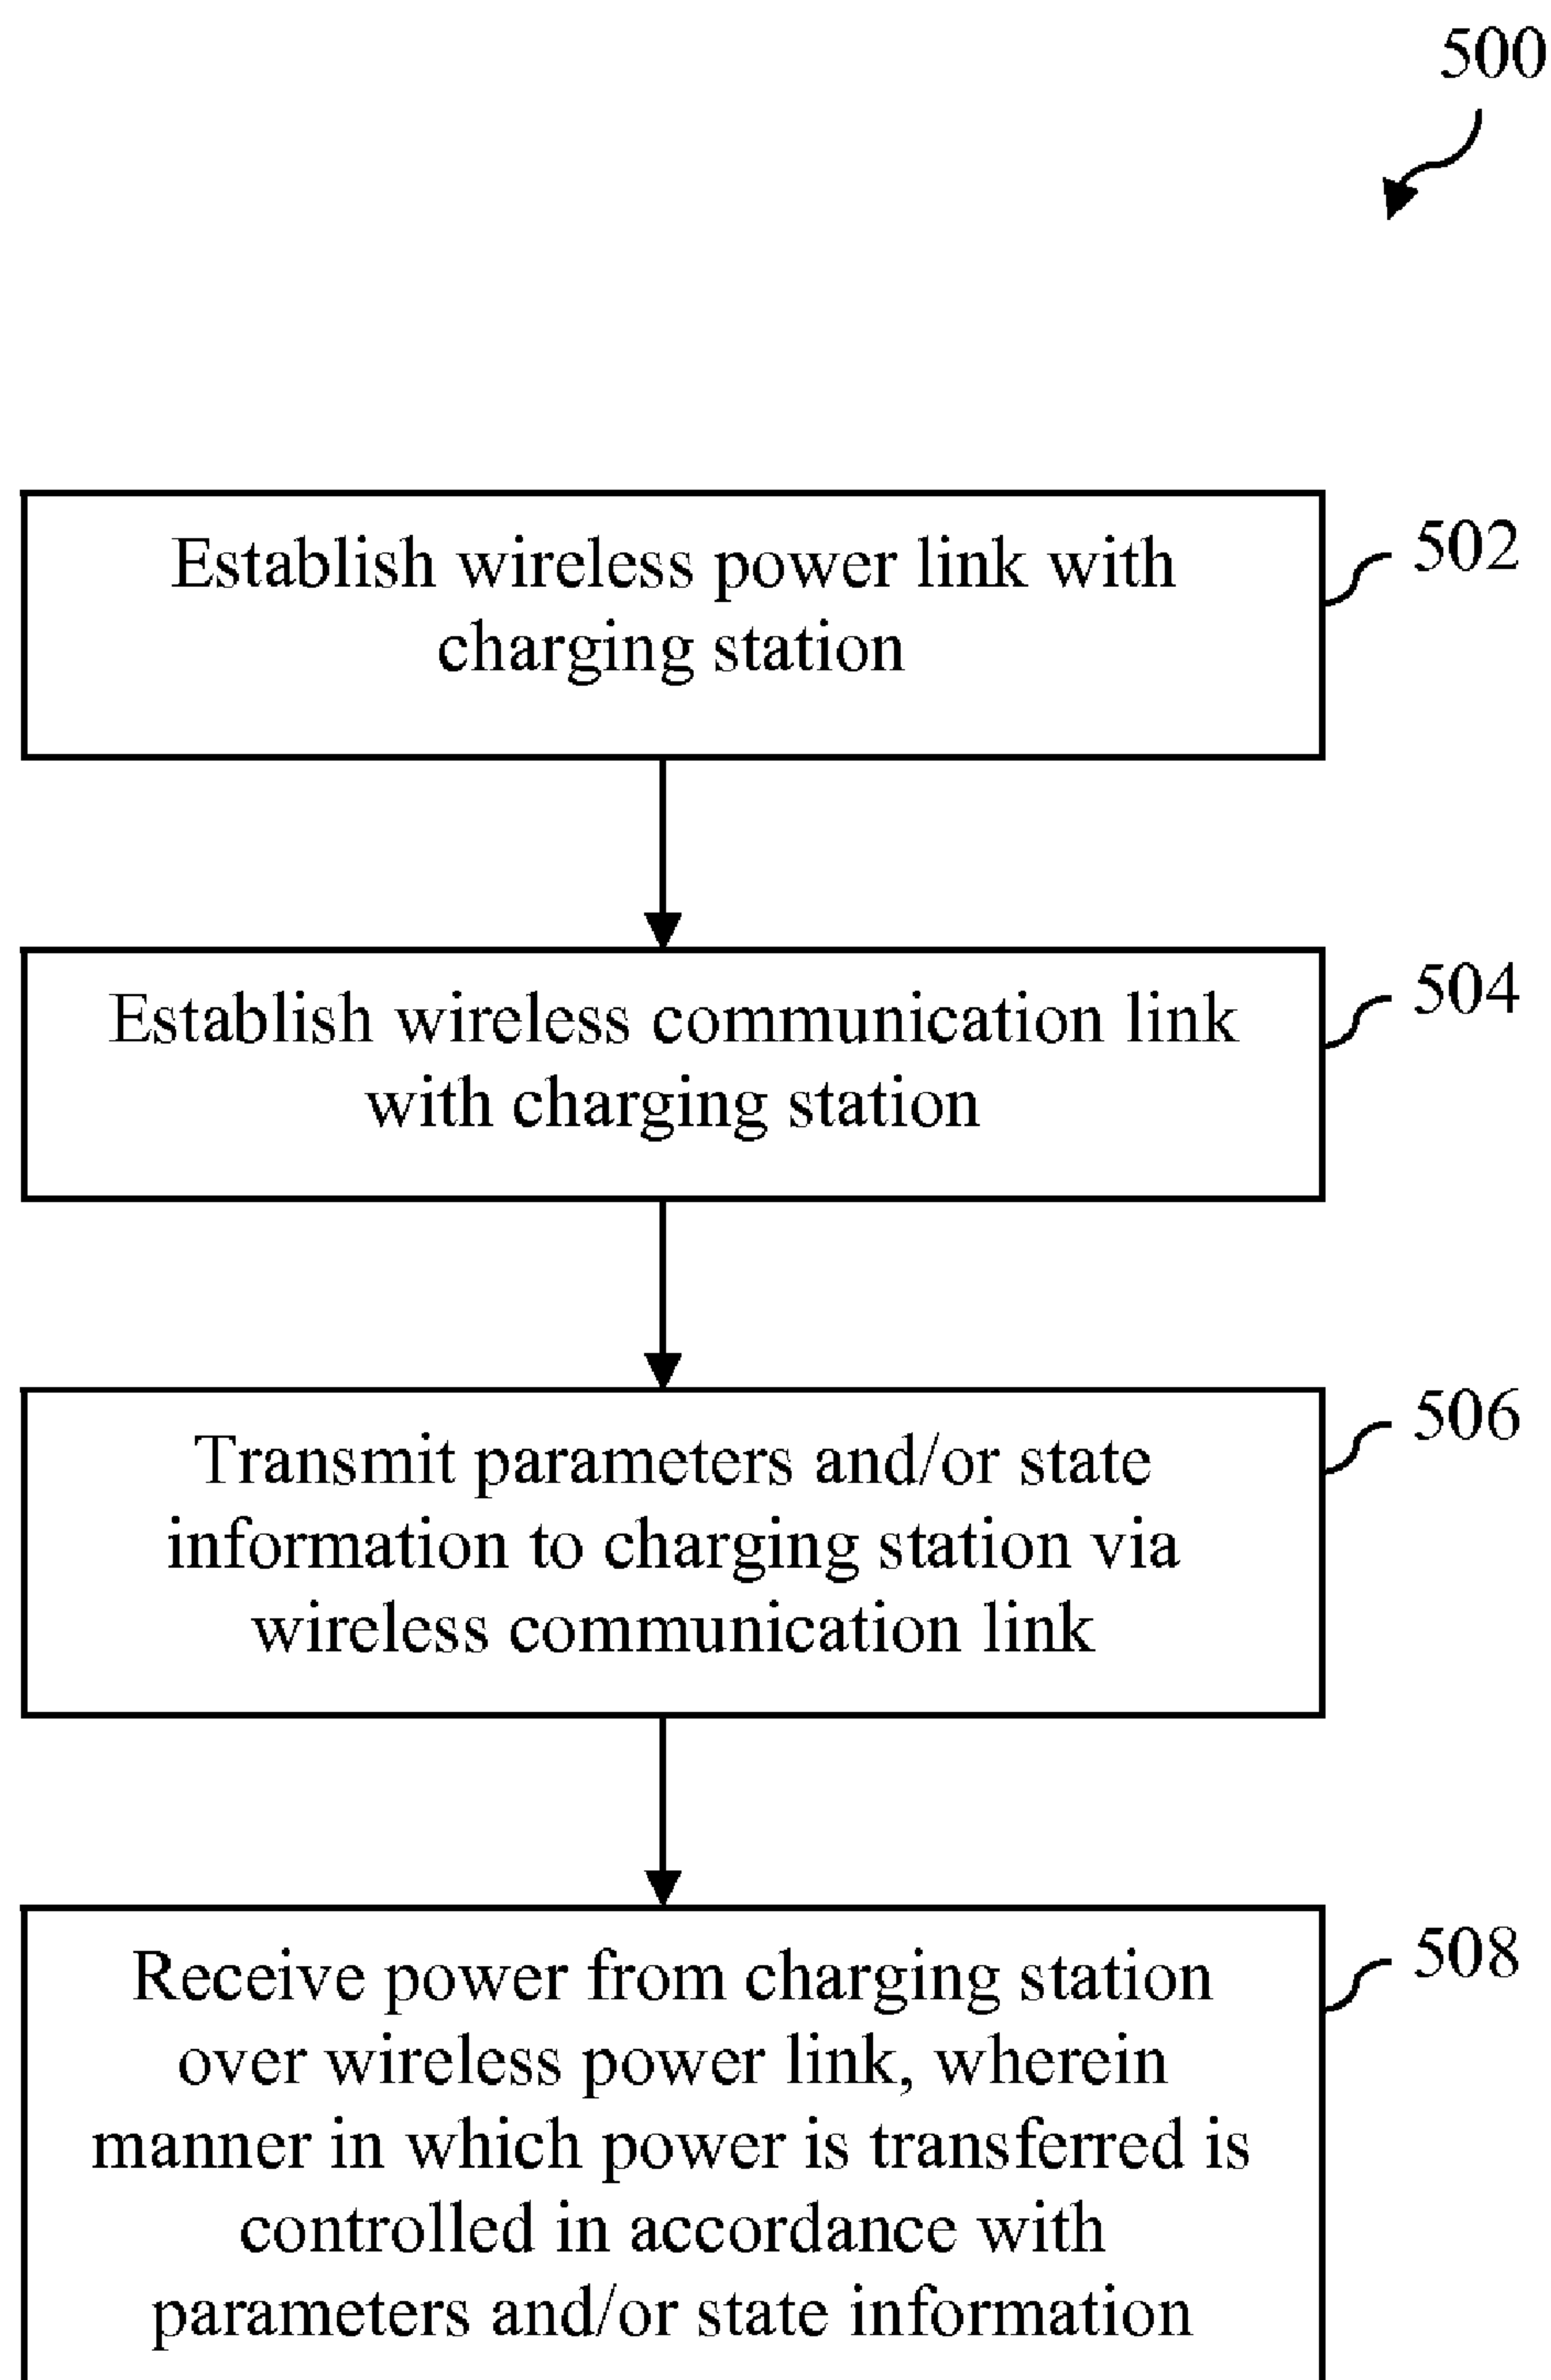 500
Establish wireless power link with
charging station
502
Establish wireless communication link
with charging station
504
Transmit parameters and/or state
information to charging station via
wireless communication link
506
Receive power from charging station
over wireless power link, wherein
manner in which power is transferred is
controlled in accordance with
parameters and/or state information
508